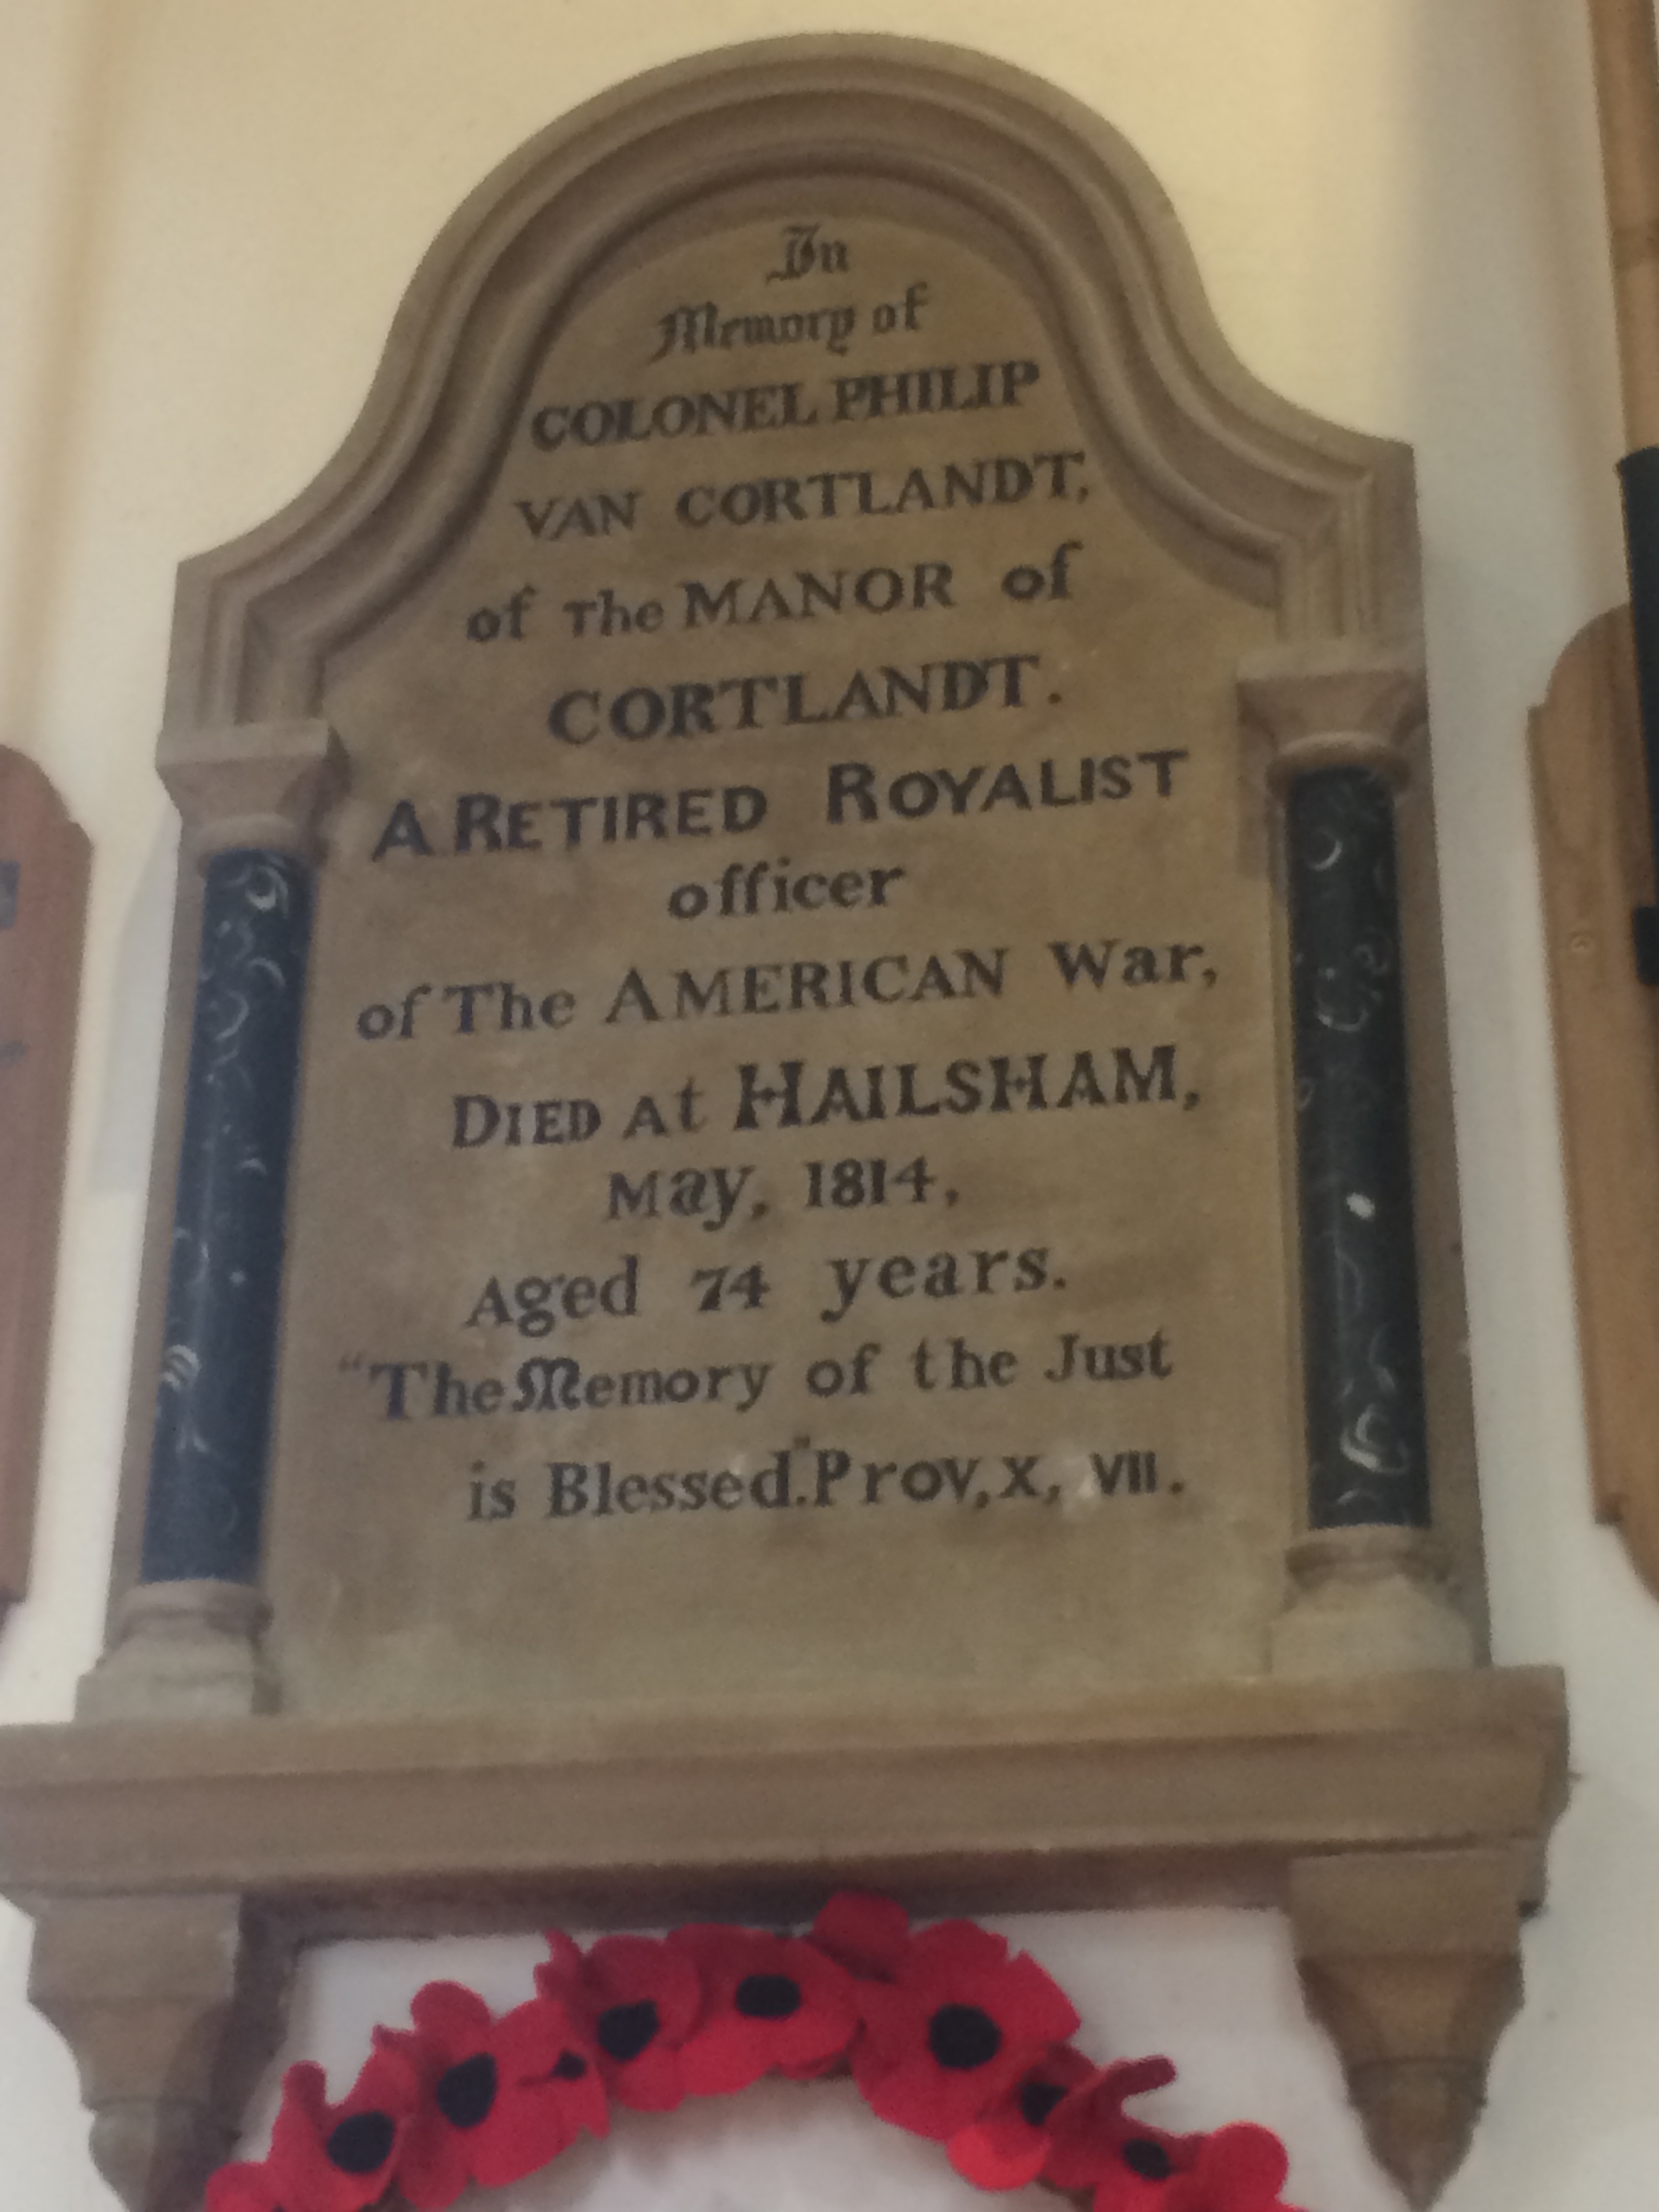 In
Memory of
COLONEL PHILIP
VAN CORTLANDT,
of The MANOR of
CORTLANDT.
A RETIRED ROYALIST
officer
of The AMERICAN War,
DIED At HAILSHAM,
May, 1814,
Aged 74 years.
"The Memory of the Just
is Blessed." Prov, X, VII.